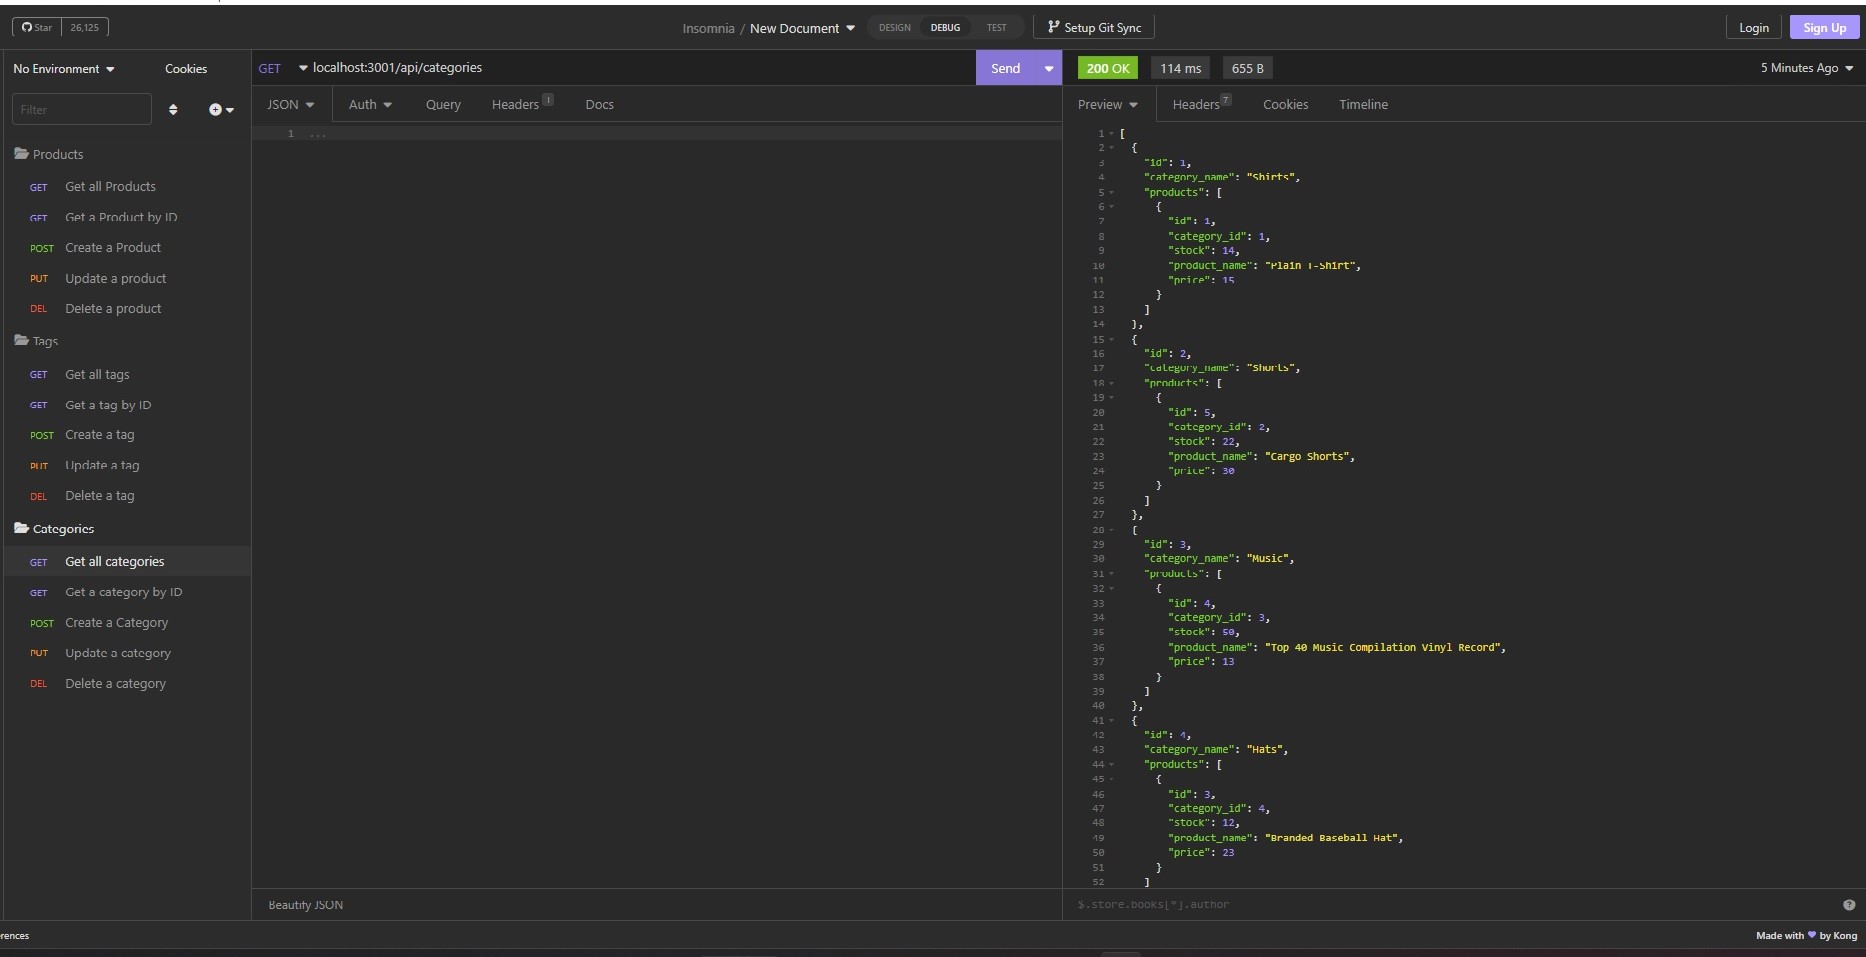 Star 26,125
Insomnia / New Document
DESIGN DEBUG TEST
Setup Git Sync
Login
Sign Up
No Environment
Cookies
Filter
Products
GET Get all Products
GET Get a Product by ID
POST Create a Product
PUT Update a product
DEL Delete a product
Tags
GET Get all tags
GET Get a tag by ID
POST Create a tag
PUT Update a tag
DEL Delete a tag
Categories
GET Get all categories
GET Get a category by ID
POST Create a Category
PUT Update a category
DEL Delete a category
GET localhost:3001/api/categories
Send
JSON Auth Query Headers 1 Docs
1 ...
Beautify JSON
200 OK 114 ms 655 B
5 Minutes Ago
Preview Headers 7 Cookies Timeline
1 [
2 {
3 "id": 1,
4 "category_name": "Shirts",
5 "products": [
6 {
7 "id": 1,
8 "category_id": 1,
9 "stock": 14,
10 "product_name": "Plain T-Shirt",
11 "price": 15
12 }
13 ]
14 },
15 {
16 "id": 2,
17 "category_name": "Shorts",
18 "products": [
19 {
20 "id": 5,
21 "category_id": 2,
22 "stock": 22,
23 "product_name": "Cargo Shorts",
24 "price": 30
25 }
26 ]
27 },
28 {
29 "id": 3,
30 "category_name": "Music",
31 "products": [
32 {
33 "id": 4,
34 "category_id": 3,
35 "stock": 50,
36 "product_name": "Top 40 Music Compilation Vinyl Record",
37 "price": 13
38 }
39 ]
40 },
41 {
42 "id": 4,
43 "category_name": "Hats",
44 "products": [
45 {
46 "id": 3,
47 "category_id": 4,
48 "stock": 12,
49 "product_name": "Branded Baseball Hat",
50 "price": 23
51 }
52 ]
$.store.books[*].author
rences
Made with ♥ by Kong